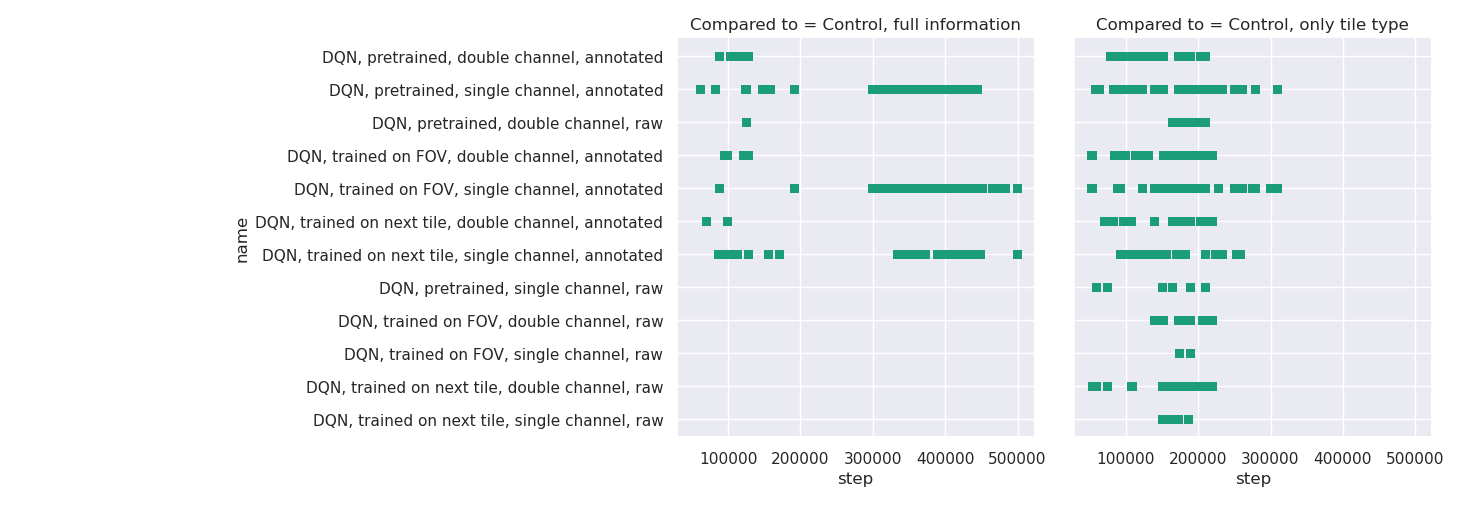 Compared to = Control, full information
Compared to = Control, only tile type
DQN, pretrained, double channel, annotated
DQN, pretrained, single channel, annotated
DQN, pretrained, double channel, raw
DQN, trained on FOV, double channel, annotated
DQN, trained on FOV, single channel, annotated
DQN, trained on next tile, double channel, annotated
DQN, trained on next tile, single channel, annotated
DQN, pretrained, single channel, raw
DQN, trained on FOV, double channel, raw
DQN, trained on FOV, single channel, raw
DQN, trained on next tile, double channel, raw
DQN, trained on next tile, single channel, raw
name
100000 200000 300000 400000 500000
step
100000 200000 300000 400000 500000
step